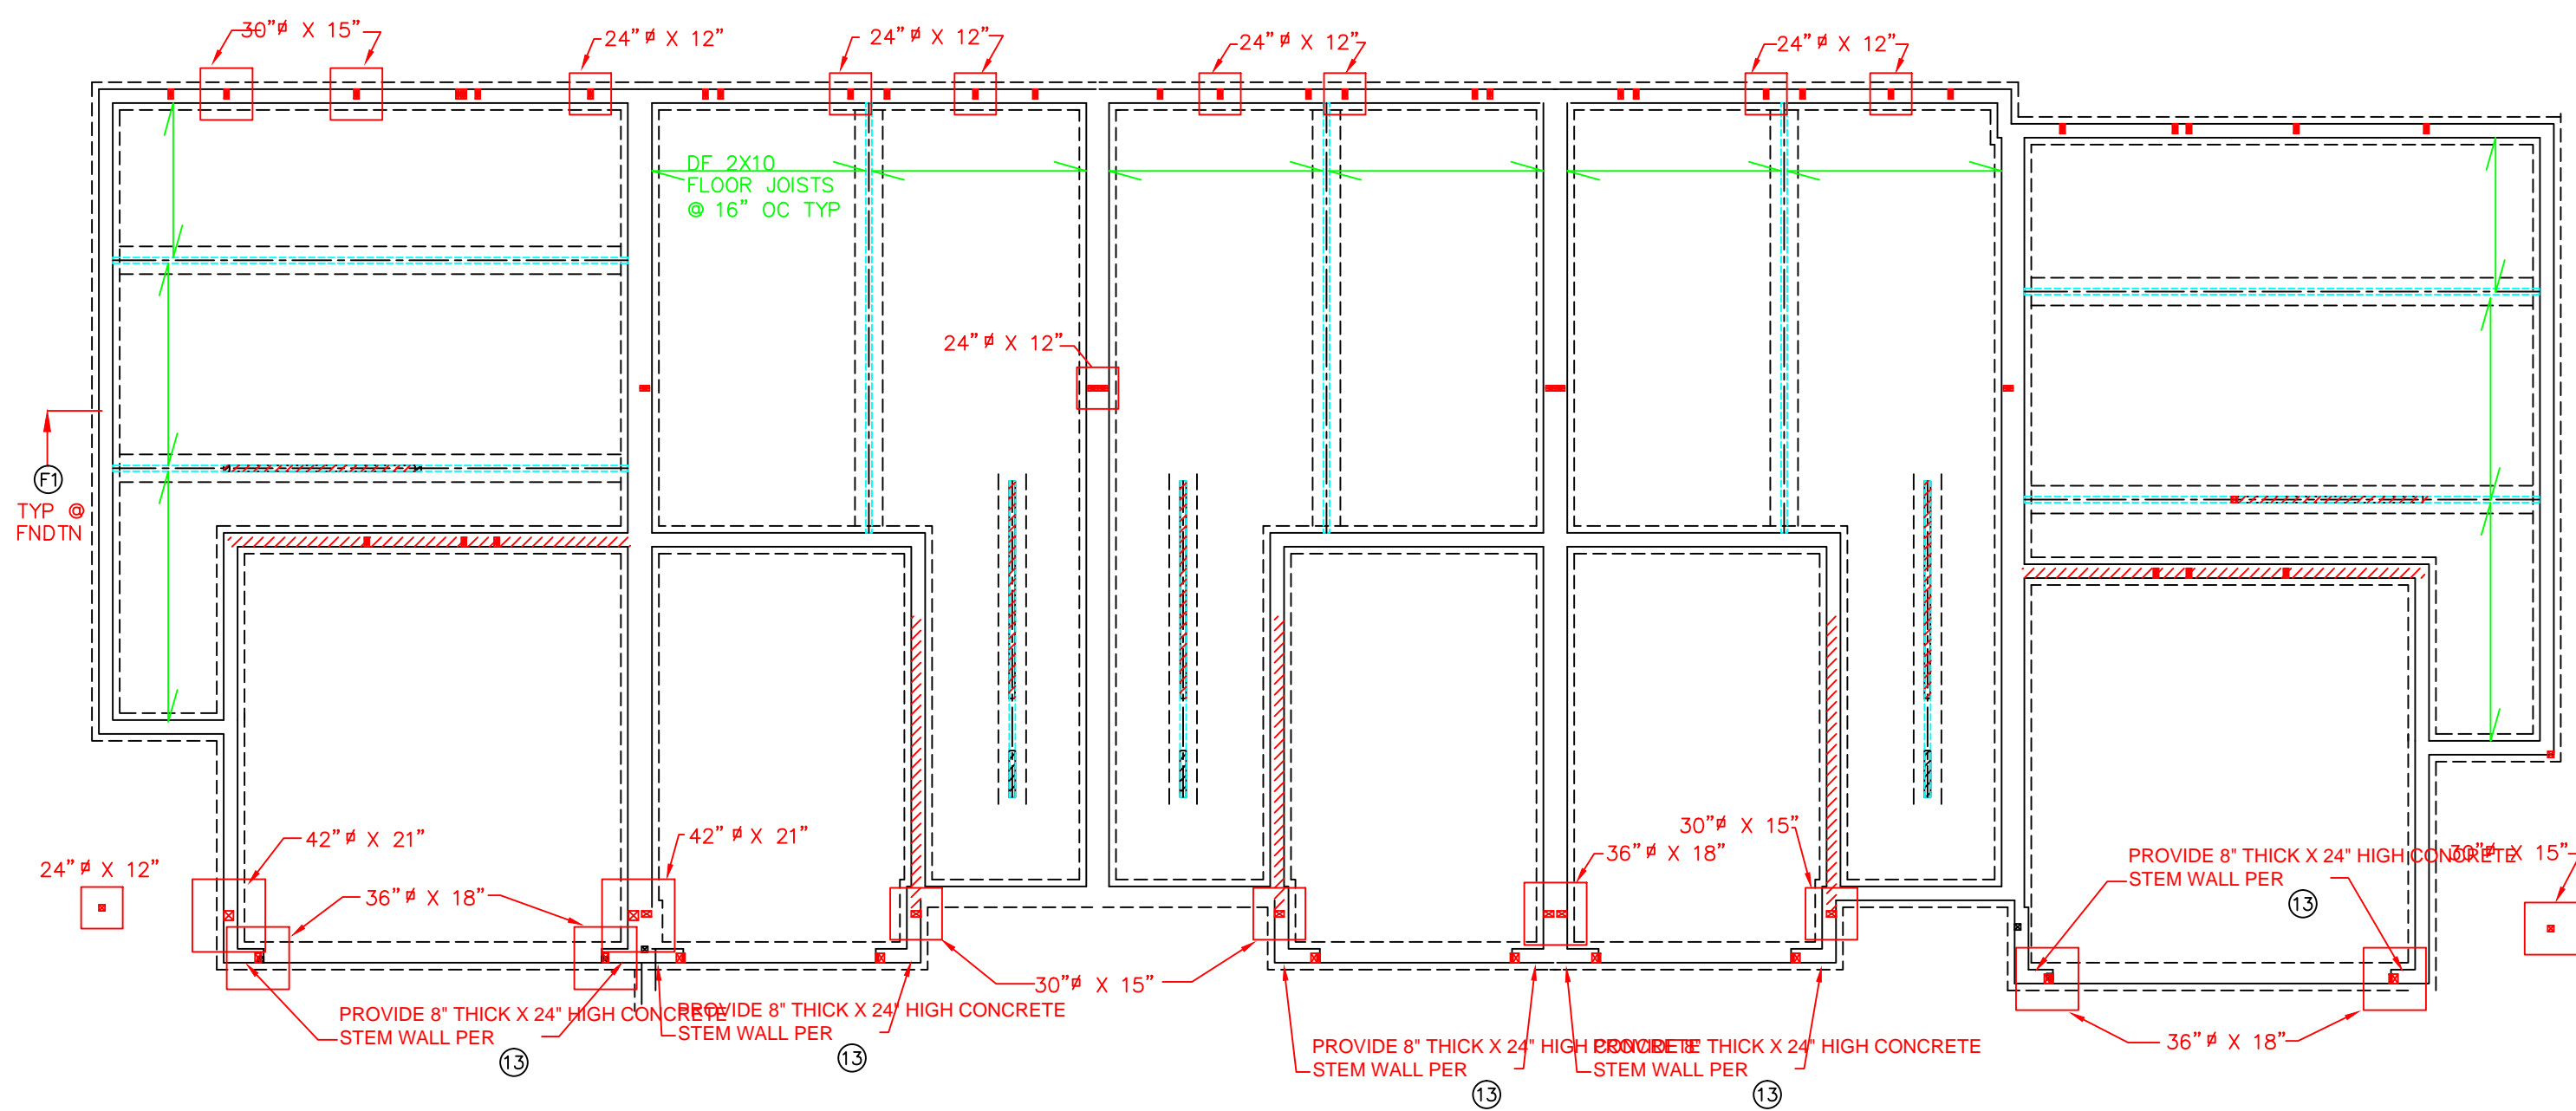 30"⌀ X 15"
24"⌀ X 12"
24"⌀ X 12"
24"⌀ X 12"
24"⌀ X 12"
DF 2X10
FLOOR JOISTS
@ 16" OC TYP
24"⌀ X 12"
F1
TYP @
FNDTN
42"⌀ X 21"
42"⌀ X 21"
24"⌀ X 12"
36"⌀ X 18"
30"⌀ X 15"
36"⌀ X 18"
PROVIDE 8" THICK X 24" HIGH CONCRETE
STEM WALL PER
13
30"⌀ X 15"
30"⌀ X 15"
PROVIDE 8" THICK X 24" HIGH CONCRETE
STEM WALL PER
13
PROVIDE 8" THICK X 24" HIGH CONCRETE
STEM WALL PER
13
PROVIDE 8" THICK X 24" HIGH CONCRETE
STEM WALL PER
13
PROVIDE 8" THICK X 24" HIGH CONCRETE
STEM WALL PER
13
36"⌀ X 18"